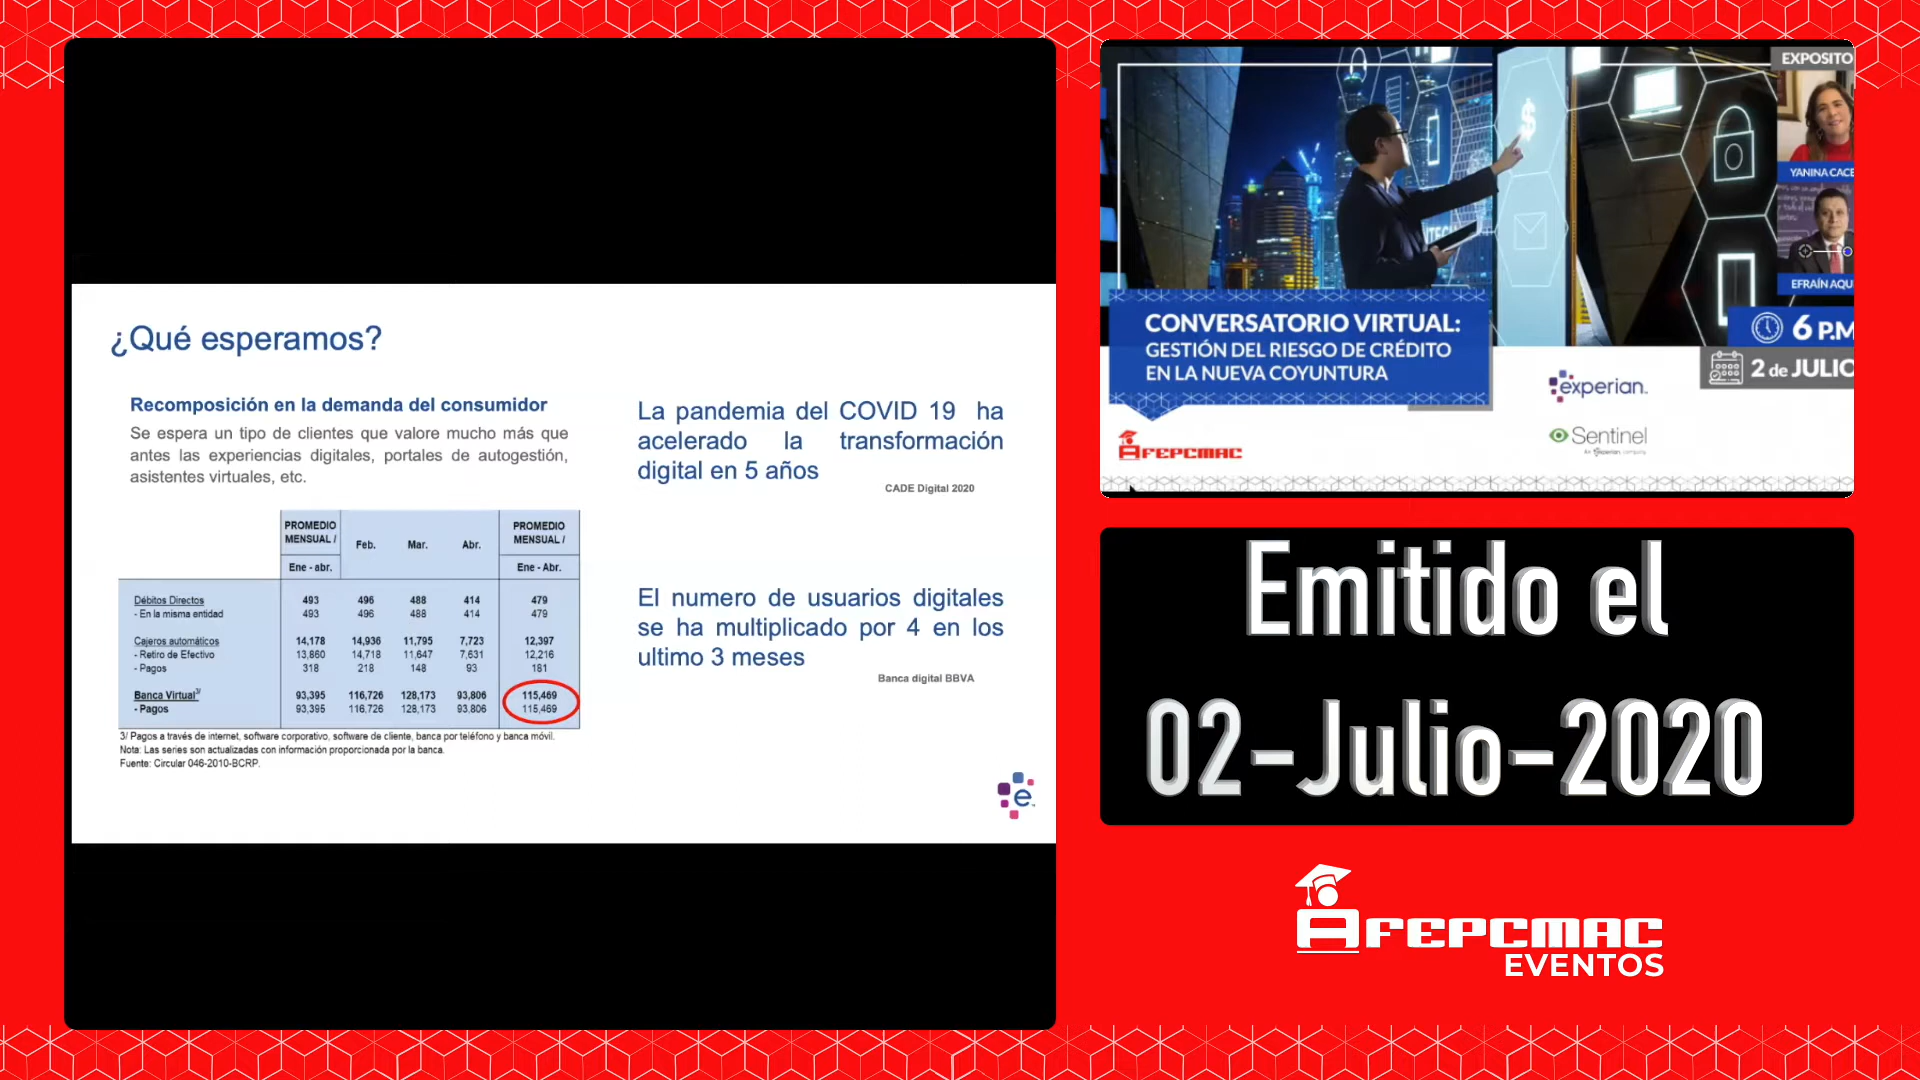 ¿Qué esperamos?
Recomposición en la demanda del consumidor
Se espera un tipo de clientes que valore mucho más que
antes las experiencias digitales, portales de autogestión,
asistentes virtuales, etc.
PROMEDIO MENSUAL / Feb. Mar. Abr. PROMEDIO MENSUAL /
Ene - abr. Ene - Abr.
Débitos Directos 493 496 488 414 479
- En la misma entidad 493 496 488 414 479
Cajeros automáticos 14,178 14,936 11,795 7,723 12,397
- Retiro de Efectivo 13,860 14,718 11,647 7,631 12,216
- Pagos 318 218 148 93 181
Banca Virtual 3/ 93,395 116,726 128,173 93,806 115,469
- Pagos 93,395 116,726 128,173 93,806 115,469
3/ Pagos a través de internet, software corporativo, software de cliente, banca por teléfono y banca móvil.
Nota: Las series son actualizadas con información proporcionada por la banca.
Fuente: Circular 046-2010-BCRP.
La pandemia del COVID 19 ha
acelerado la transformación
digital en 5 años
CADE Digital 2020
El numero de usuarios digitales
se ha multiplicado por 4 en los
ultimo 3 meses
Banca digital BBVA
e
EXPOSITO
YANINA CACE
EFRAÍN AQU
CONVERSATORIO VIRTUAL:
GESTIÓN DEL RIESGO DE CRÉDITO
EN LA NUEVA COYUNTURA
6 P.M
2 de JULIO
experian.
Sentinel
AFEPCMAC
Emitido el
02-Julio-2020
AFEPCMAC
EVENTOS